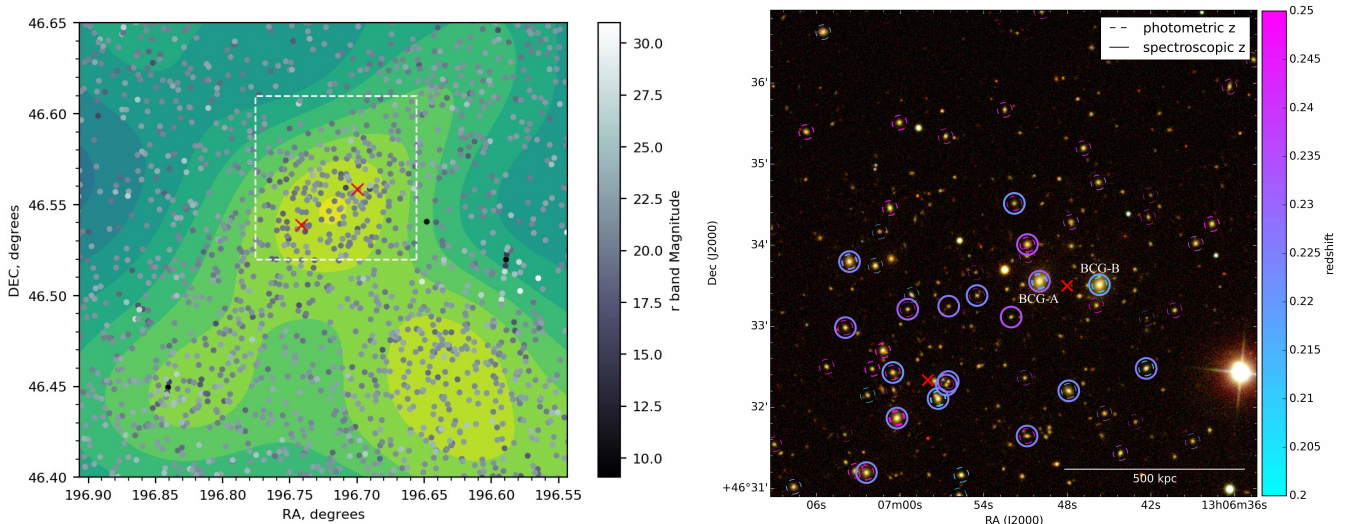 46.65
46.60
46.55
46.50
46.45
46.40
DEC, degrees
196.90
196.85
196.80
196.75
196.70
196.65
196.60
196.55
RA, degrees
30.0
27.5
25.0
22.5
20.0
17.5
15.0
12.5
10.0
r band Magnitude
photometric z
spectroscopic z
BCG-B
BCG-A
500 kpc
36'
35'
34'
33'
32'
+46°31'
Dec (J2000)
06s
07m00s
54s
48s
42s
13h06m36s
RA (J2000)
0.25
0.245
0.24
0.235
0.23
0.225
0.22
0.215
0.21
0.205
0.2
redshift